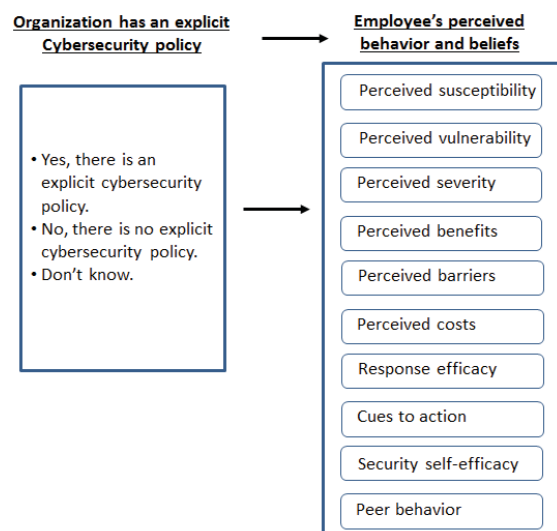 Organization has an explicit
Cybersecurity policy
Employee's perceived
behavior and beliefs
• Yes, there is an
explicit cybersecurity
policy.
• No, there is no explicit
cybersecurity policy.
• Don't know.
Perceived susceptibility
Perceived vulnerability
Perceived severity
Perceived benefits
Perceived barriers
Perceived costs
Response efficacy
Cues to action
Security self-efficacy
Peer behavior